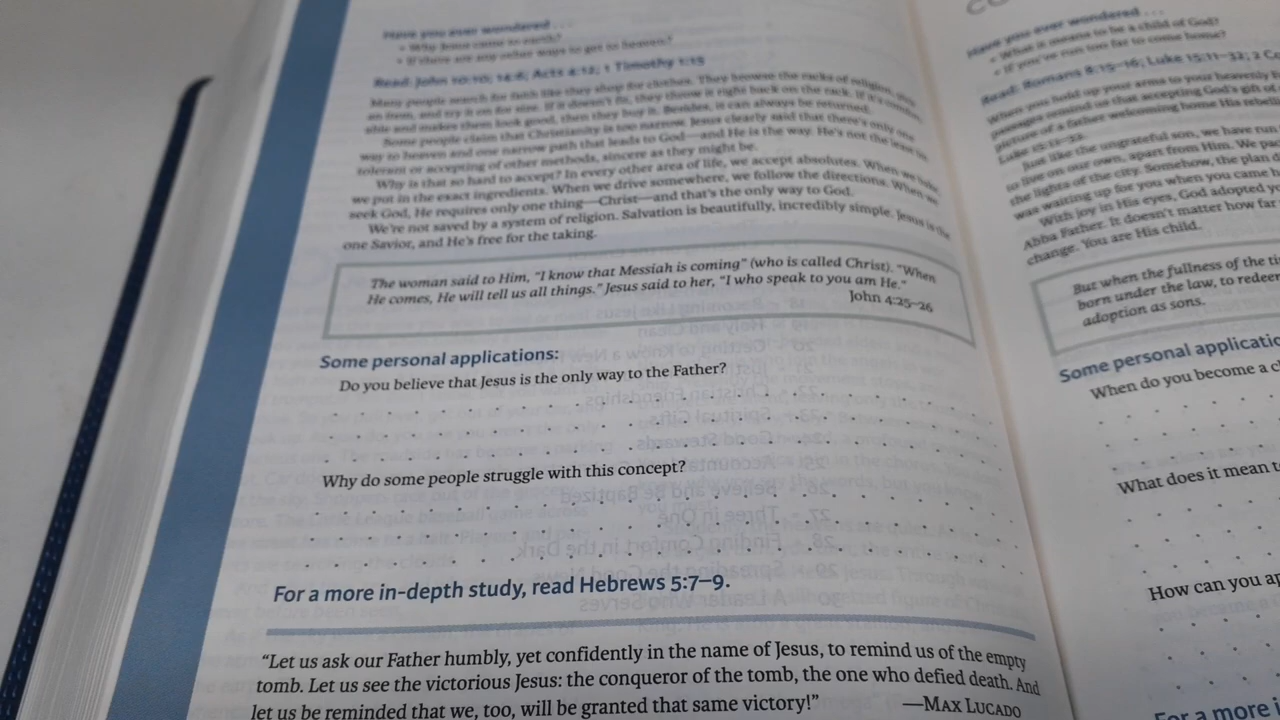 Have you ever wondered . . .
• Why Jesus came to earth?
• If there are any other ways to get to heaven?
Read: John 10:10; 14:6; Acts 4:12; 1 Timothy 1:15
Many people search for faith like they shop for clothes. They browse the racks of religion,
an item, and try it on for size. If it doesn't fit, they throw it right back on the rack. If it's
and makes them look good, then they buy it. Besides, it can always be returned.
Some people claim that Christianity is too narrow. Jesus clearly said that there's only one
way to heaven and one narrow path that leads to God—and He is the way. He's not the least
tolerant or accepting of other methods, sincere as they might be.
Why is that so hard to accept? In every other area of life, we accept absolutes. When we
we put in the exact ingredients. When we drive somewhere, we follow the directions. When we
seek God, He requires only one thing—Christ—and that's the only way to God.
We're not saved by a system of religion. Salvation is beautifully, incredibly simple. Jesus is the
one Savior, and He's free for the taking.
The woman said to Him, "I know that Messiah is coming" (who is called Christ). "When
He comes, He will tell us all things." Jesus said to her, "I who speak to you am He."
John 4:25–26
Some personal applications:
Do you believe that Jesus is the only way to the Father?
Why do some people struggle with this concept?
For a more in-depth study, read Hebrews 5:7–9.
"Let us ask our Father humbly, yet confidently in the name of Jesus, to remind us of the empty
tomb. Let us see the victorious Jesus: the conqueror of the tomb, the one who defied death. And
let us be reminded that we, too, will be granted that same victory!"
—MAX LUCADO
Have you ever wondered . . .
• What it means to be a child of God?
• If you've run too far to come home?
Read: Romans 8:15–16; Luke 15:11–32; 2
When you hold up your arms to your heavenly
passages remind us that accepting God's gift of
picture of a father welcoming home His
Luke 15:11–32.
Just like the ungrateful son, we have run
to live on our own, apart from Him. We
the lights of the city. Somehow, the plan
was waiting up for you when you came
With joy in His eyes, God adopted
Abba Father. It doesn't matter how far
change. You are His child.
But when the fullness of the
born under the law, to redeem
adoption as sons.
Some personal
When do you become a
What does it mean
How can you
For a more